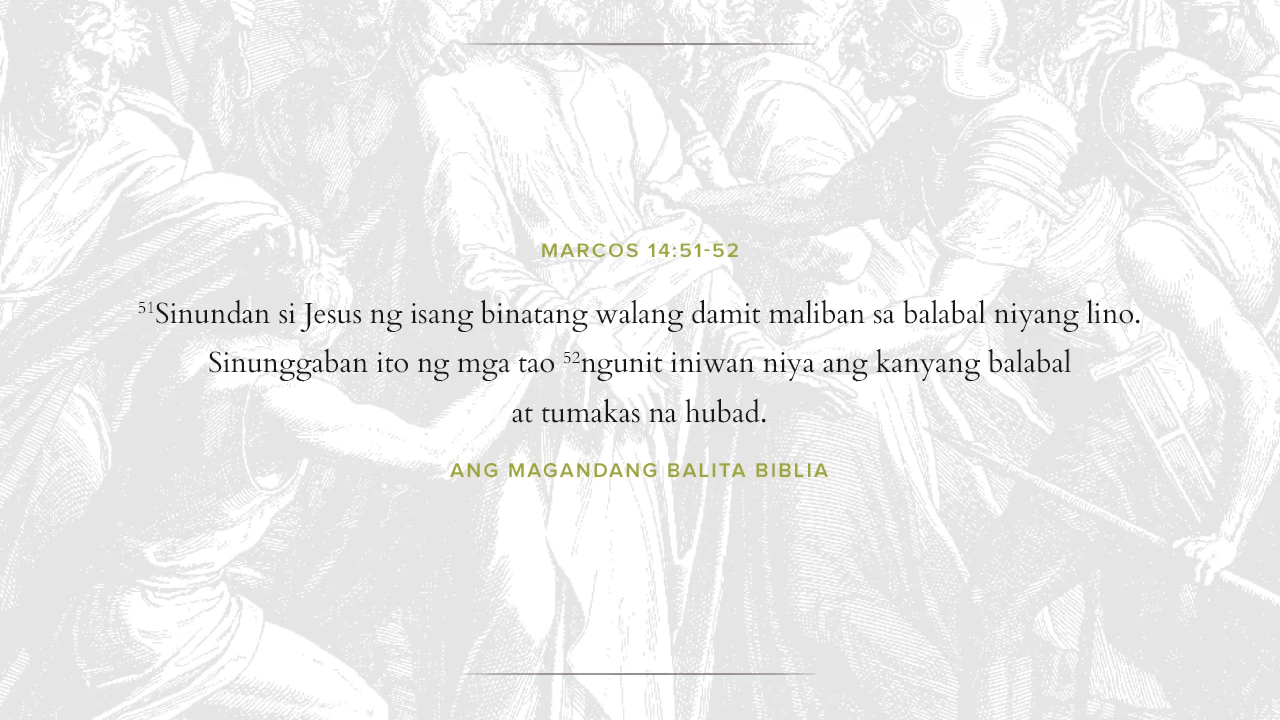 MARCOS 14:51-52
⁵¹Sinundan si Jesus ng isang binatang walang damit maliban sa balabal niyang lino.
Sinunggaban ito ng mga tao ⁵²ngunit iniwan niya ang kanyang balabal
at tumakas na hubad.
ANG MAGANDANG BALITA BIBLIA